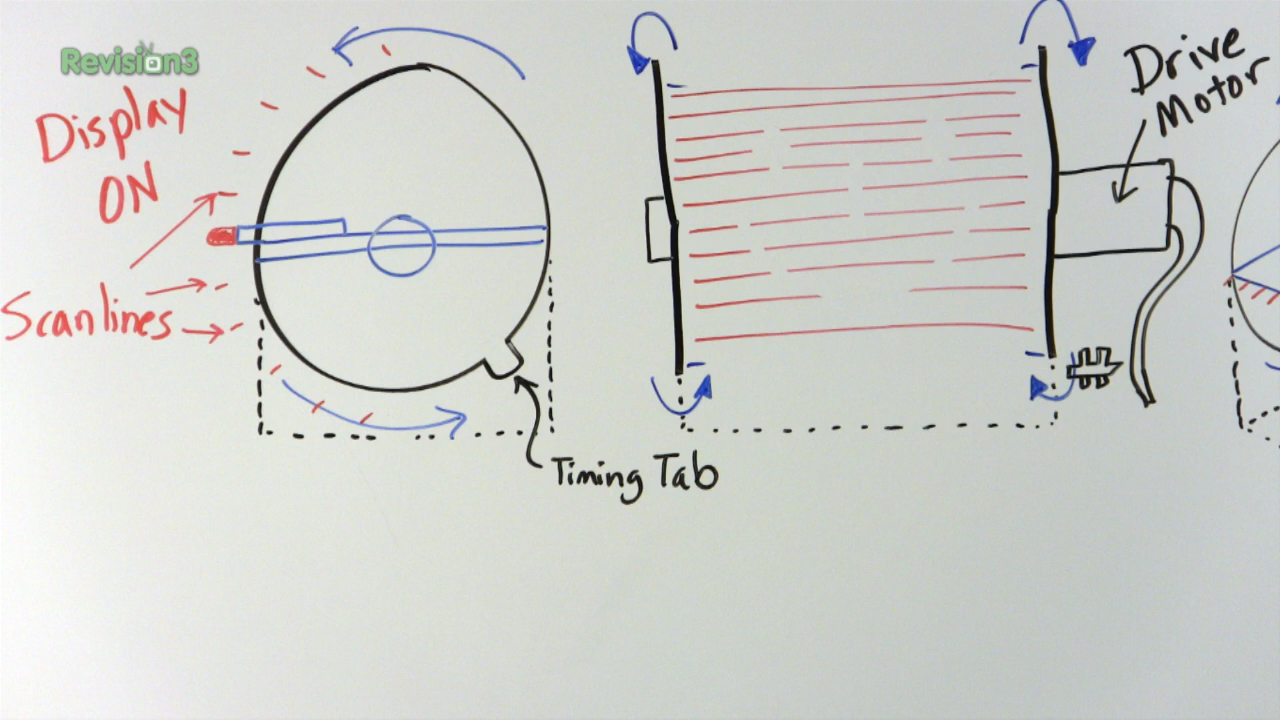 Revision3
Display
ON
Scanlines
Timing Tab
Drive
Motor